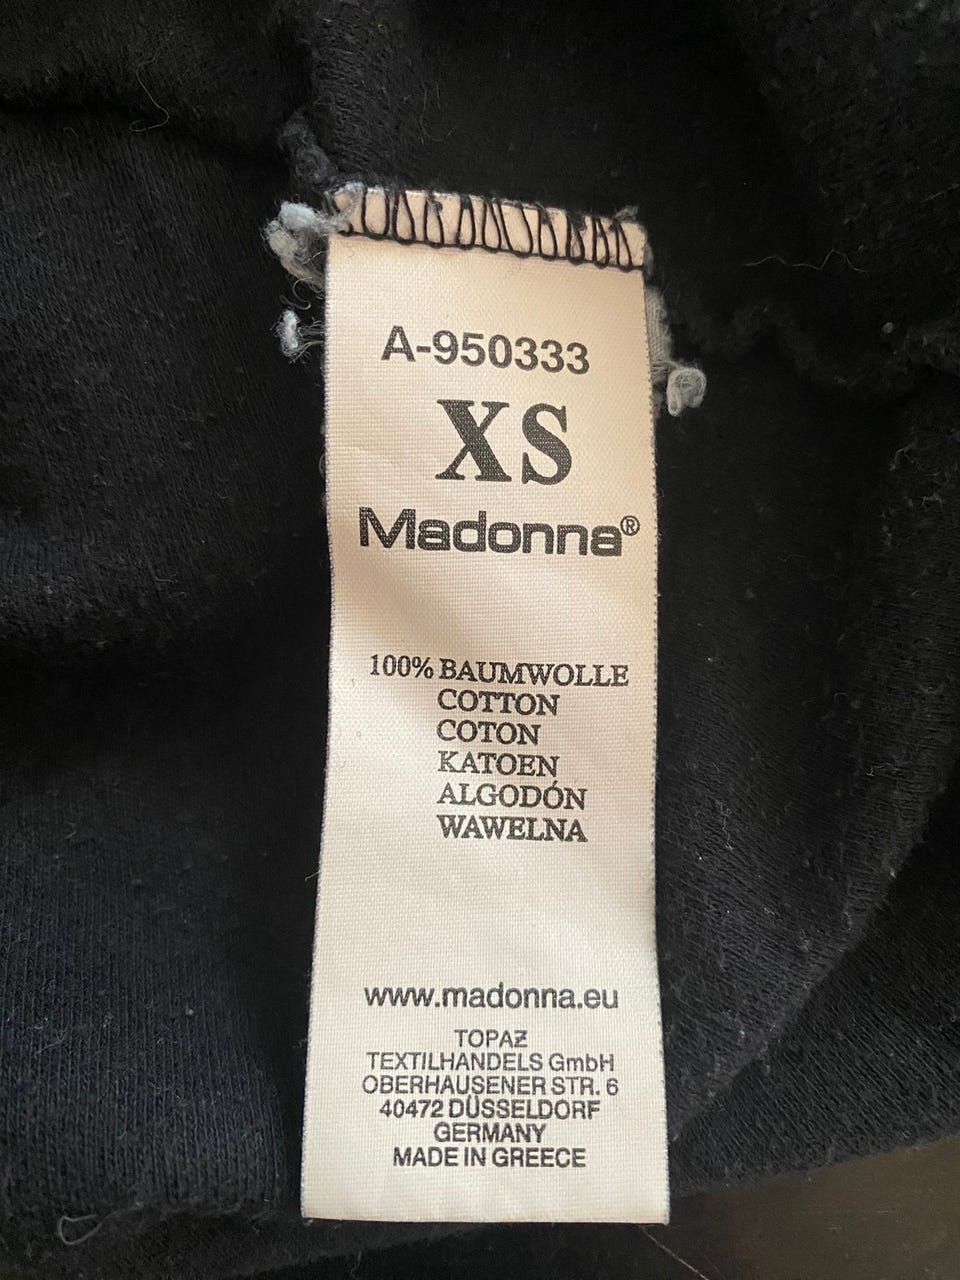 A-950333
XS
Madonna®
100% BAUMWOLLE
COTTON
COTON
KATOEN
ALGODÓN
WAWELNA
www.madonna.eu
TOPAZ
TEXTILHANDELS GmbH
OBERHAUSENER STR. 6
40472 DÜSSELDORF
GERMANY
MADE IN GREECE